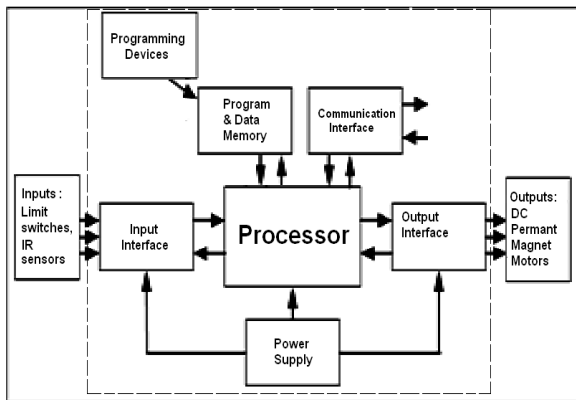 Programming
Devices
Program
& Data
Memory
Communication
Interface
Inputs :
Limit
switches,
IR
sensors
Input
Interface
Processor
Output
Interface
Outputs:
DC
Permant
Magnet
Motors
Power
Supply